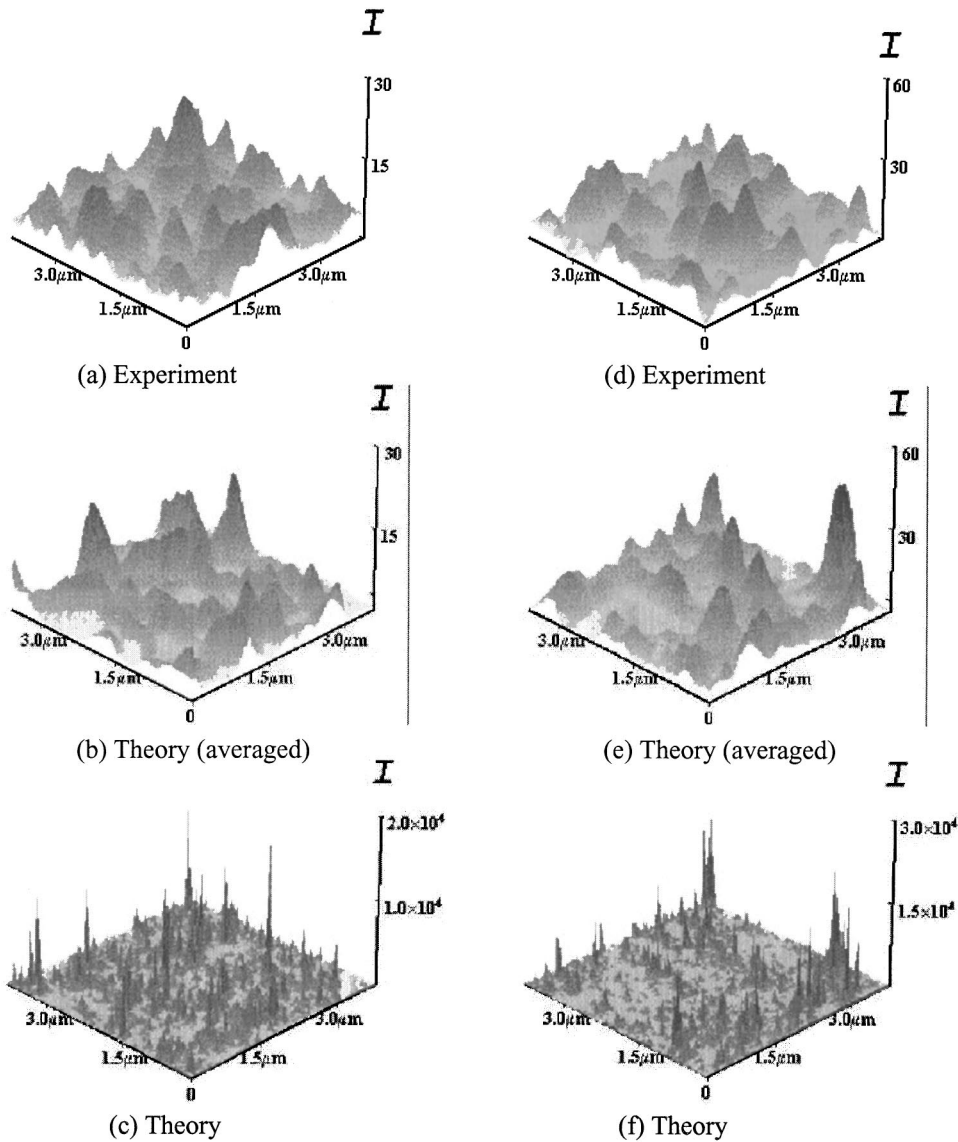 I
30
15
3.0µm
1.5µm
0
1.5µm
3.0µm
(a) Experiment
I
60
30
3.0µm
1.5µm
0
1.5µm
3.0µm
(d) Experiment
I
30
15
3.0µm
1.5µm
0
1.5µm
3.0µm
(b) Theory (averaged)
I
60
30
3.0µm
1.5µm
0
1.5µm
3.0µm
(e) Theory (averaged)
I
2.0×10⁴
1.0×10⁴
3.0µm
1.5µm
0
1.5µm
3.0µm
(c) Theory
I
3.0×10⁴
1.5×10⁴
3.0µm
1.5µm
0
1.5µm
3.0µm
(f) Theory